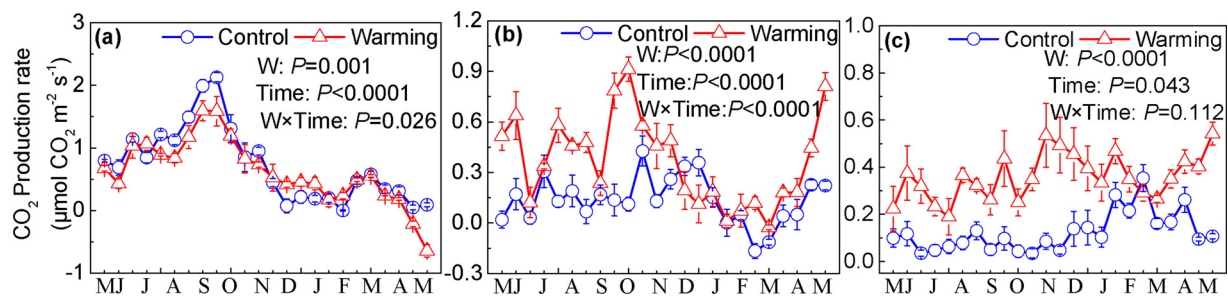 CO2 Production rate
(μmol CO2 m-2 s-1)
3
2
1
0
-1
(a)
Control Warming
W: P=0.001
Time: P<0.0001
W×Time: P=0.026
M J J A S O N D J F M A M
1.2
0.9
0.6
0.3
0.0
-0.3
(b)
Control Warming
W:P<0.0001
Time:P<0.0001
W×Time:P<0.0001
M J J A S O N D J F M A M
1.0
0.8
0.6
0.4
0.2
0.0
(c)
Control Warming
W: P<0.0001
Time: P=0.043
W×Time: P=0.112
M J J A S O N D J F M A M